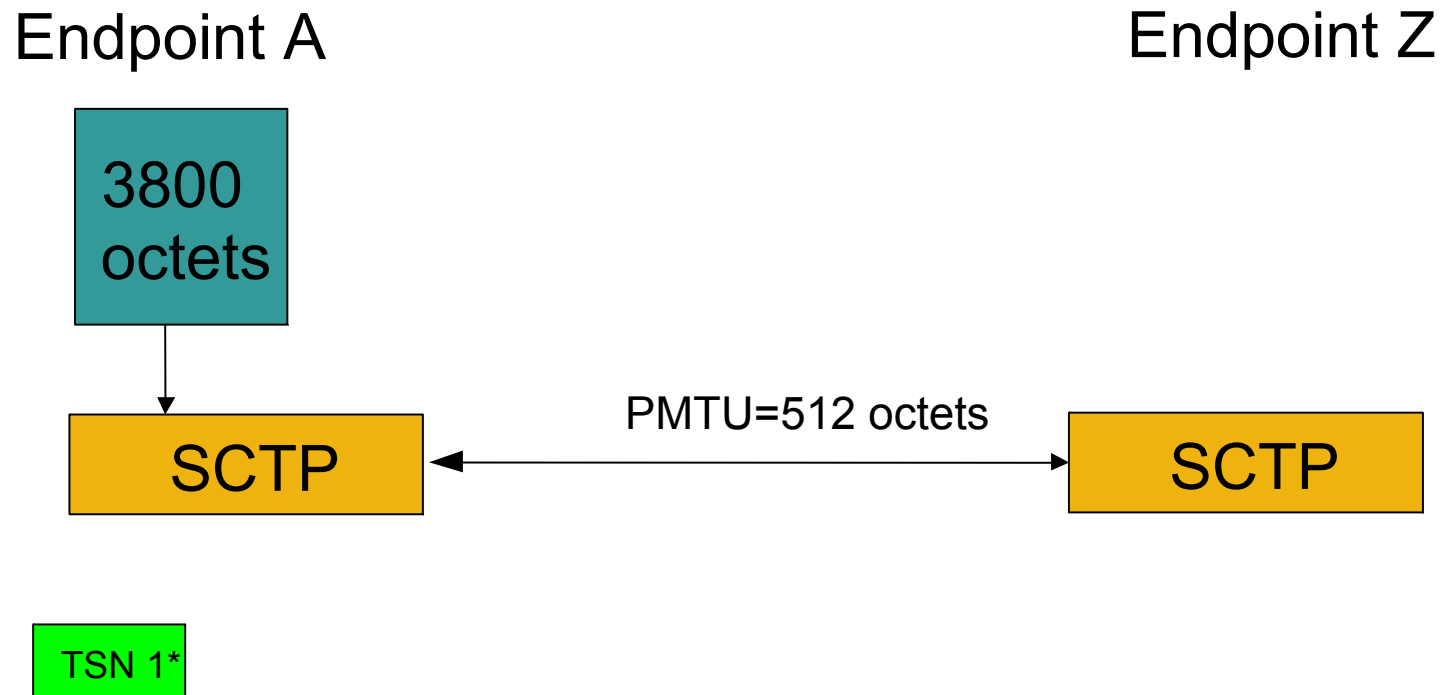 Endpoint A
Endpoint Z
3800
octets
PMTU=512 octets
SCTP
SCTP
TSN 1*